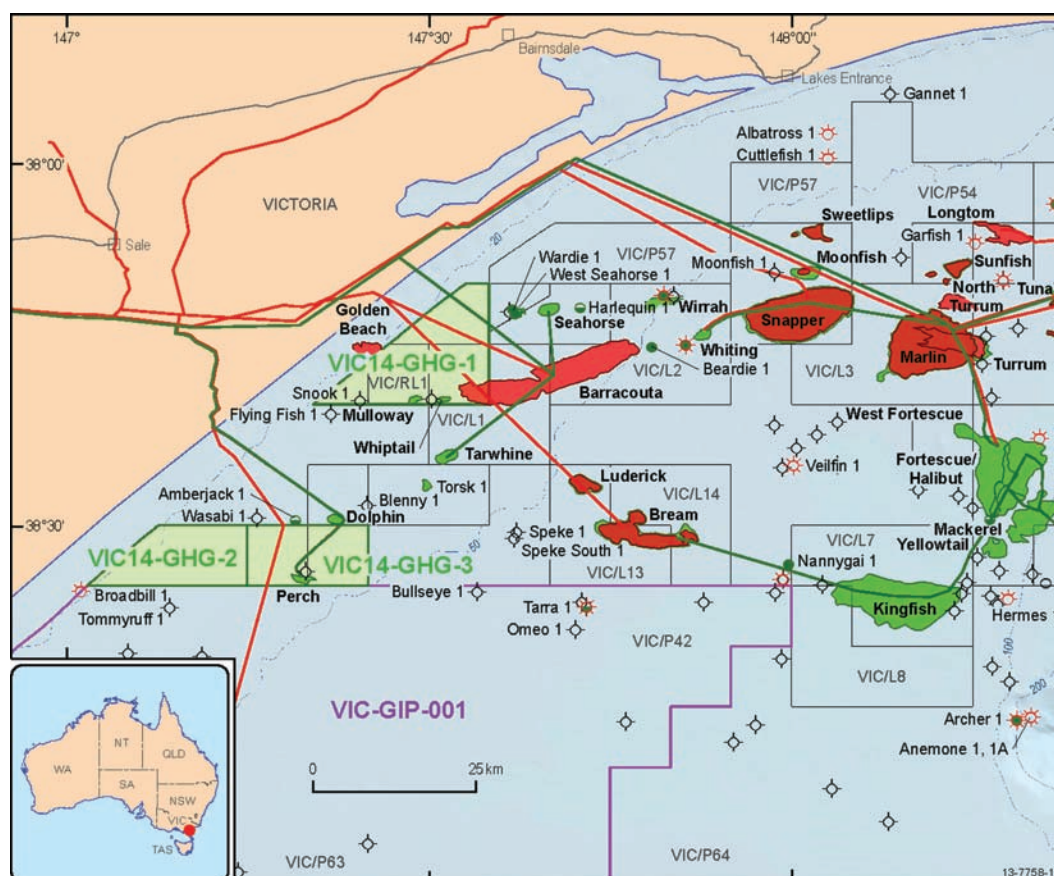 147°
147°30'
148°00"
Bairnsdale
Lakes Entrance
Gannet 1
Albatross 1
Cuttlefish 1
38°00'
VIC/P57
VIC/P54
VICTORIA
Sweetlips
Longtom
Garfish 1
Sale
20
Wardie 1
West Seahorse 1
VIC/P57
Moonfish 1
Moonfish
Sunfish
North
Turrum
Tuna
Golden
Beach
Harlequin 1
Seahorse
Wirrah
Snapper
VIC14-GHG-1
Whiting
Beardie 1
Marlin
Turrum
VIC/RL1
VIC/L2
VIC/L3
Snook 1
Barracouta
Flying Fish 1
Mulloway
VIC/L1
West Fortescue
Whiptail
Tarwhine
Fortescue/
Halibut
Veilfin 1
Luderick
Amberjack 1
Torsk 1
VIC/L14
Blenny 1
Wasabi 1
Dolphin
Bream
38°30'
Speke 1
Speke South 1
Mackerel
Yellowtail
VIC/L7
50
VIC14-GHG-2
VIC14-GHG-3
VIC/L13
Nannygai 1
Broadbill 1
Perch
Bullseye 1
Kingfish
Tommyruff 1
Tarra 1
Hermes 1
Omeo 1
VIC/P42
100
VIC/L8
200
VIC-GIP-001
Archer 1
Anemone 1, 1A
0
25 km
NT
QLD
WA
SA
NSW
VIC
TAS
VIC/P63
VIC/P64
13-7758-1